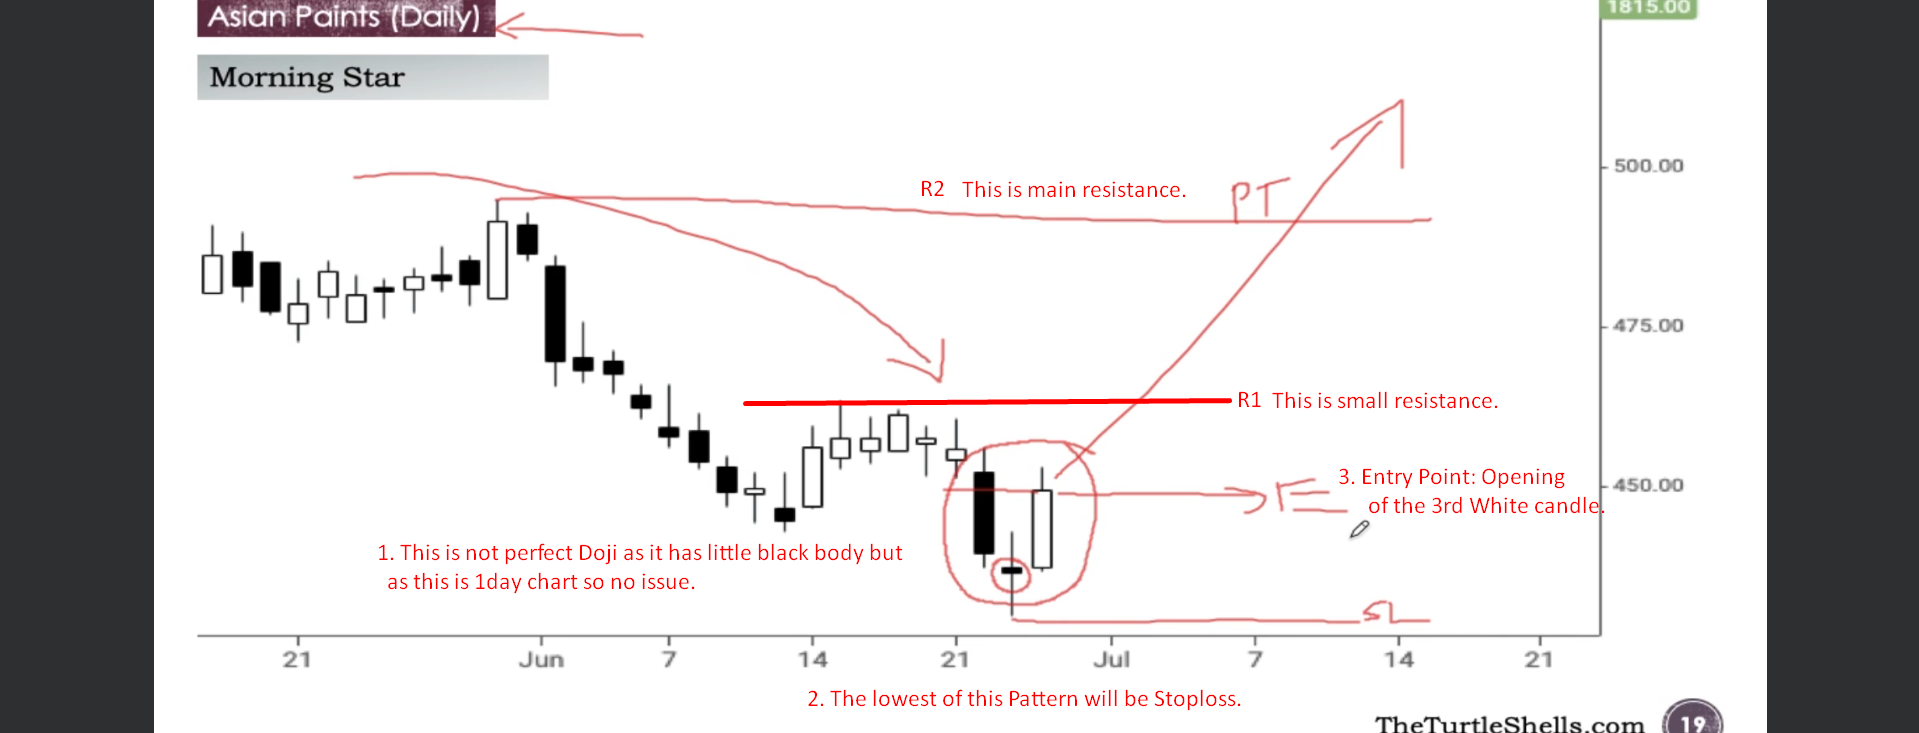 Asian Paints (Daily)
1815.00
Morning Star
500.00
R2 This is main resistance.
PT
475.00
R1 This is small resistance.
3. Entry Point: Opening
of the 3rd White candle.
E
450.00
1. This is not perfect Doji as it has little black body but
as this is 1day chart so no issue.
SL
21 Jun 7 14 21 Jul 7 14 21
2. The lowest of this Pattern will be Stoploss.
TheTurtleShells.com 19